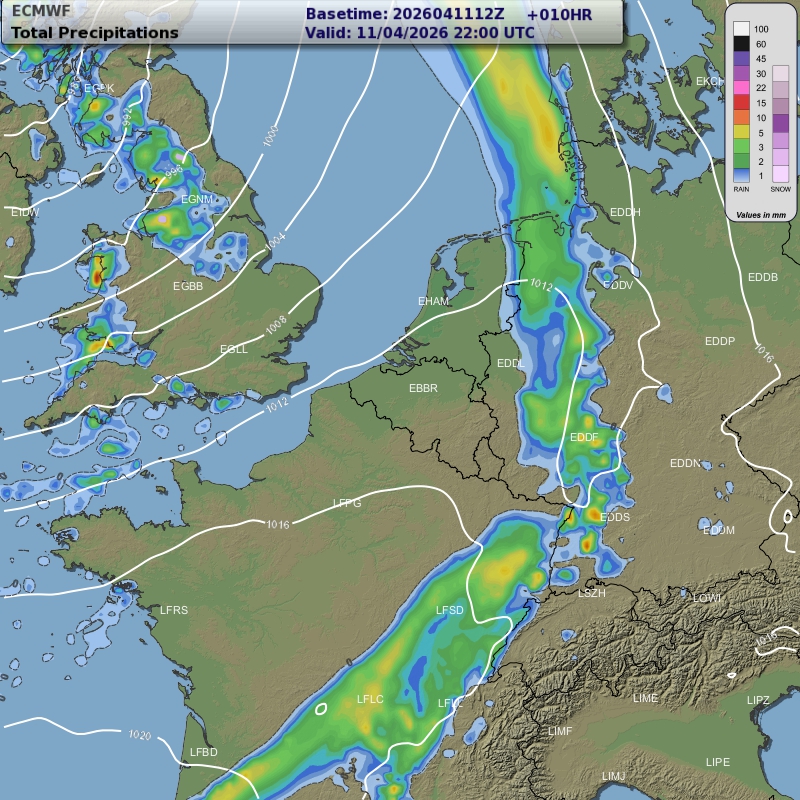 ECMWF
Total Precipitations
Basetime: 2026041112Z +010HR
Valid: 11/04/2026 22:00 UTC
100
60
45
30
22
15
10
5
3
2
1
RAIN
SNOW
Values in mm
EGPK
EKCH
996
1000
EIDW
EGNM
EDDH
1004
EGBB
EDDV
EDDB
EHAM
1012
1008
EGLL
EDDP
1016
EDDL
EBBR
1012
EDDF
EDDN
LFPG
1016
EDDS
EDDM
LFRS
LFSD
LSZH
LOWI
1016
LFLC
LIME
LIPZ
1020
LFBD
LIMF
LIPE
LIMJ